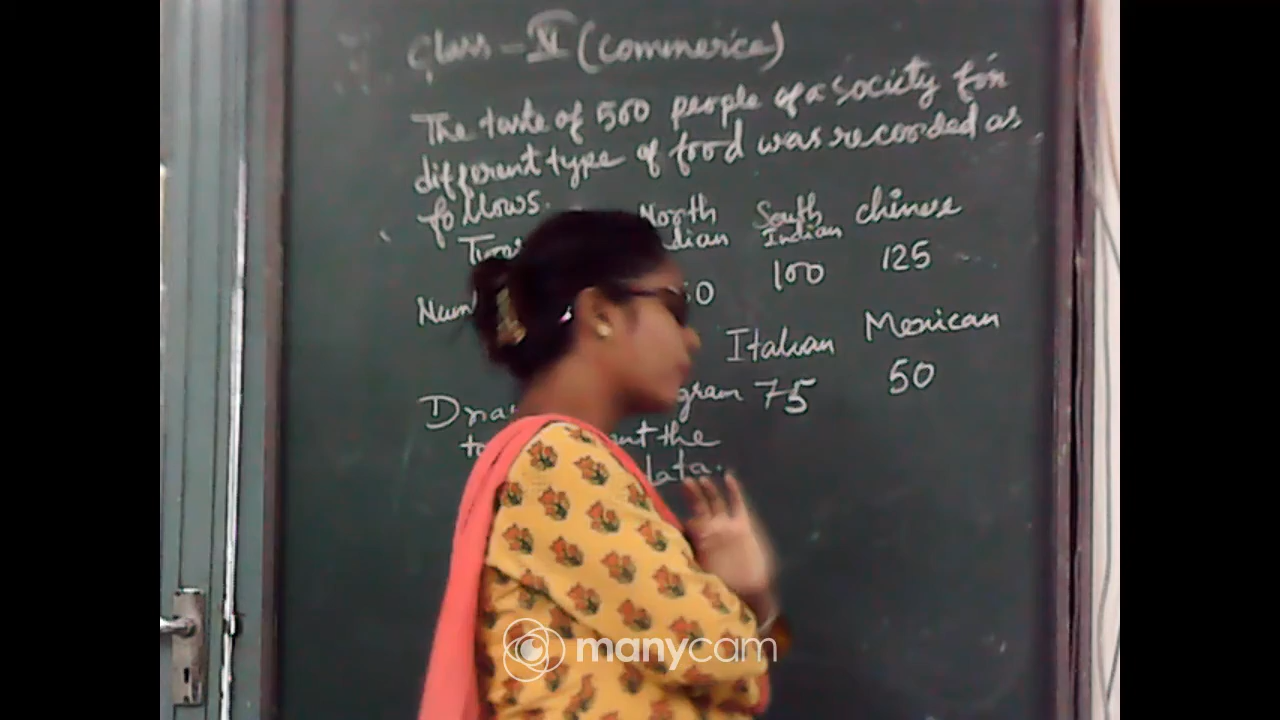 Class - XI (Commerce)
The taste of 500 people of a society for
different type of food was recorded as
follows.
North South Chinese
Indian
100 125
Italian Mexican
75 50
the
manycam